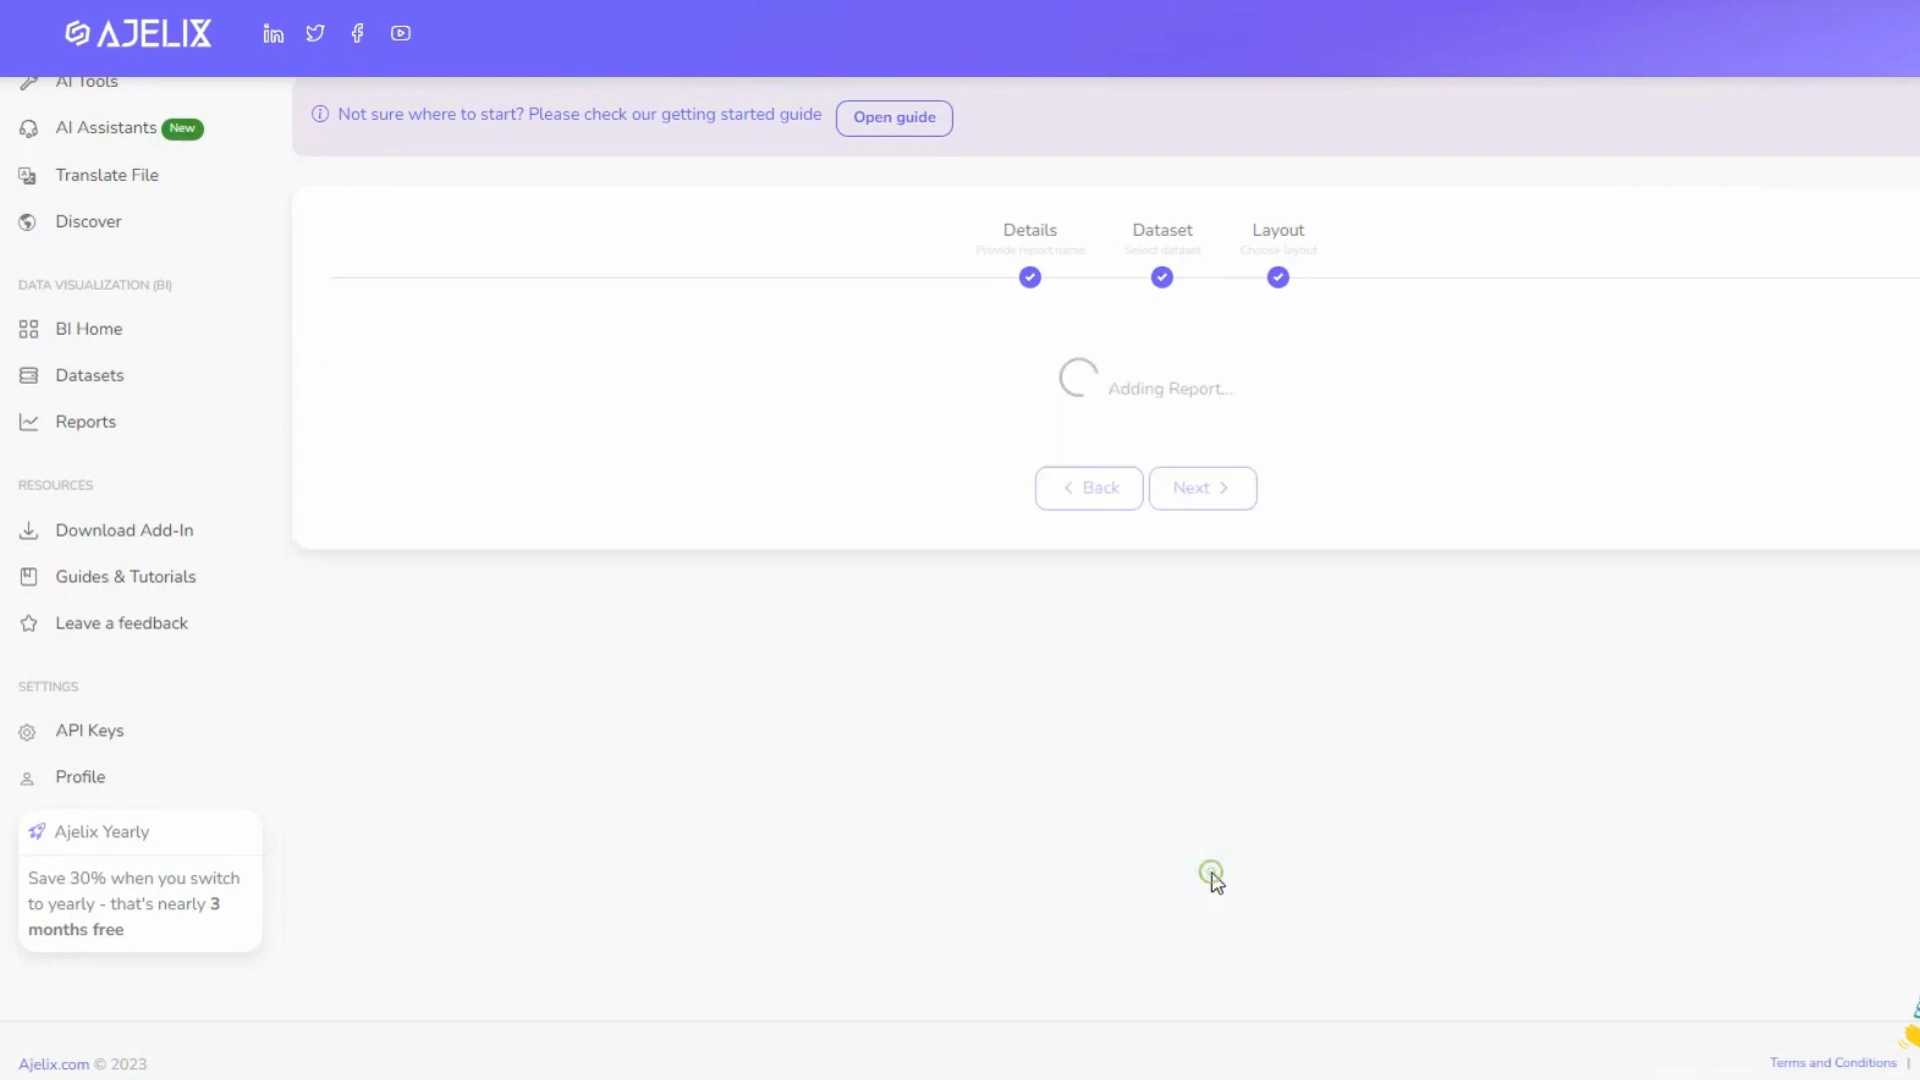 AJELIX
AI Tools
AI Assistants New
Translate File
Discover
DATA VISUALIZATION (BI)
BI Home
Datasets
Reports
RESOURCES
Download Add-In
Guides & Tutorials
Leave a feedback
SETTINGS
API Keys
Profile
Ajelix Yearly
Save 30% when you switch
to yearly - that's nearly 3
months free
Not sure where to start? Please check our getting started guide
Open guide
Details
Provide report name
Dataset
Select dataset
Layout
Choose layout
Adding Report...
Back
Next
Ajelix.com © 2023
Terms and Conditions |